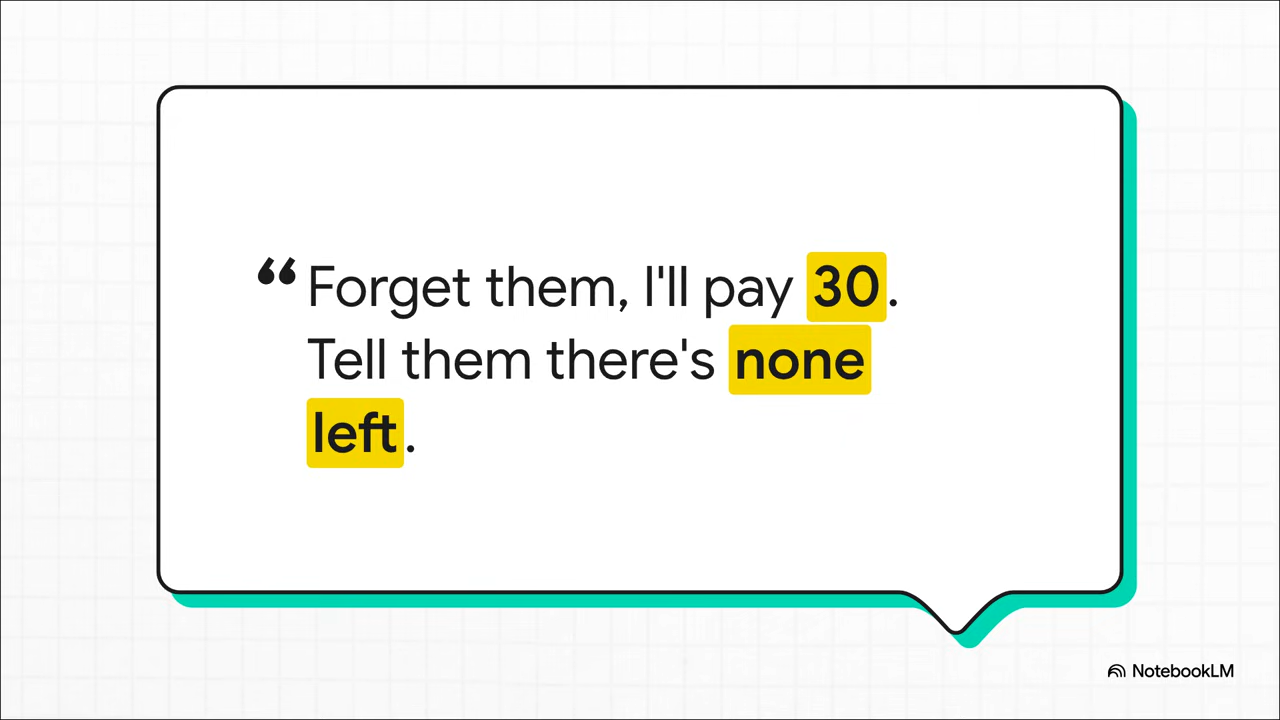 “Forget them, I'll pay 30.
Tell them there's none
left.
NotebookLM